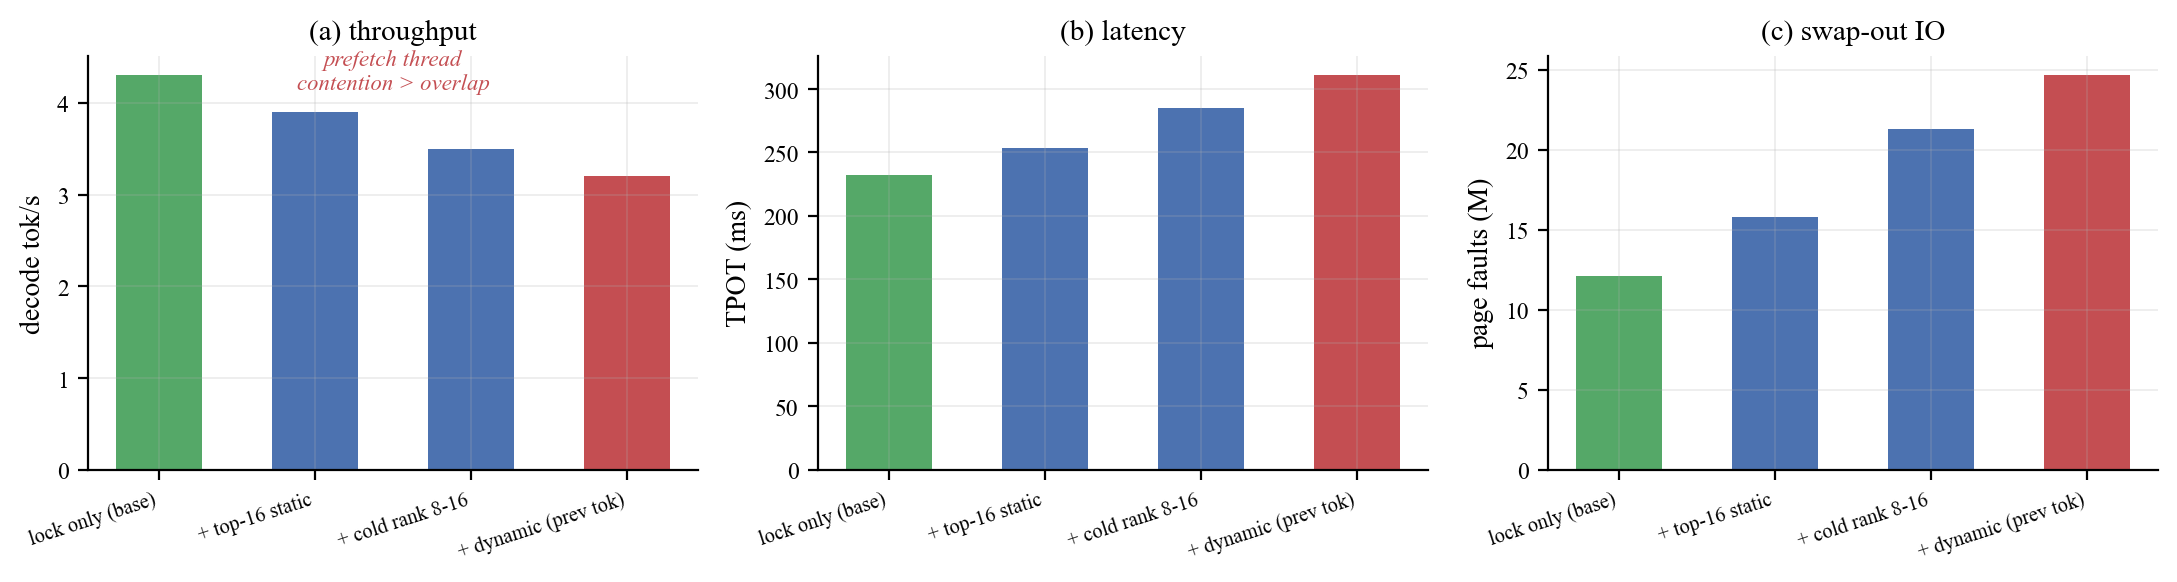 (a) throughput
prefetch thread
contention > overlap
decode tok/s
4
3
2
1
0
lock only (base)
+ top-16 static
+ cold rank 8-16
+ dynamic (prev tok)
(b) latency
TPOT (ms)
300
250
200
150
100
50
0
lock only (base)
+ top-16 static
+ cold rank 8-16
+ dynamic (prev tok)
(c) swap-out IO
page faults (M)
25
20
15
10
5
0
lock only (base)
+ top-16 static
+ cold rank 8-16
+ dynamic (prev tok)